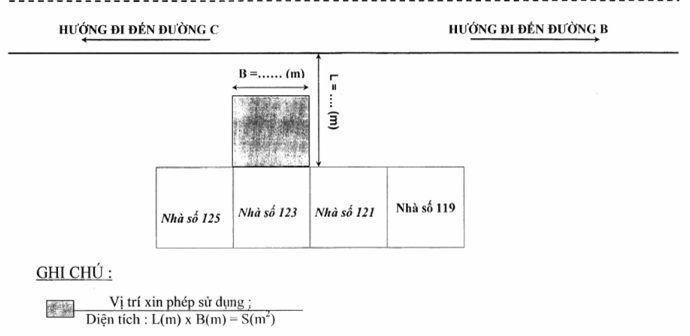 HƯỚNG ĐI ĐẾN ĐƯỜNG C
HƯỚNG ĐI ĐẾN ĐƯỜNG B
B =...... (m)
L = .... (m)
Nhà số 125
Nhà số 123
Nhà số 121
Nhà số 119
GHI CHÚ :
Vị trí xin phép sử dụng ;
Diện tích : L(m) x B(m) = S(m²)